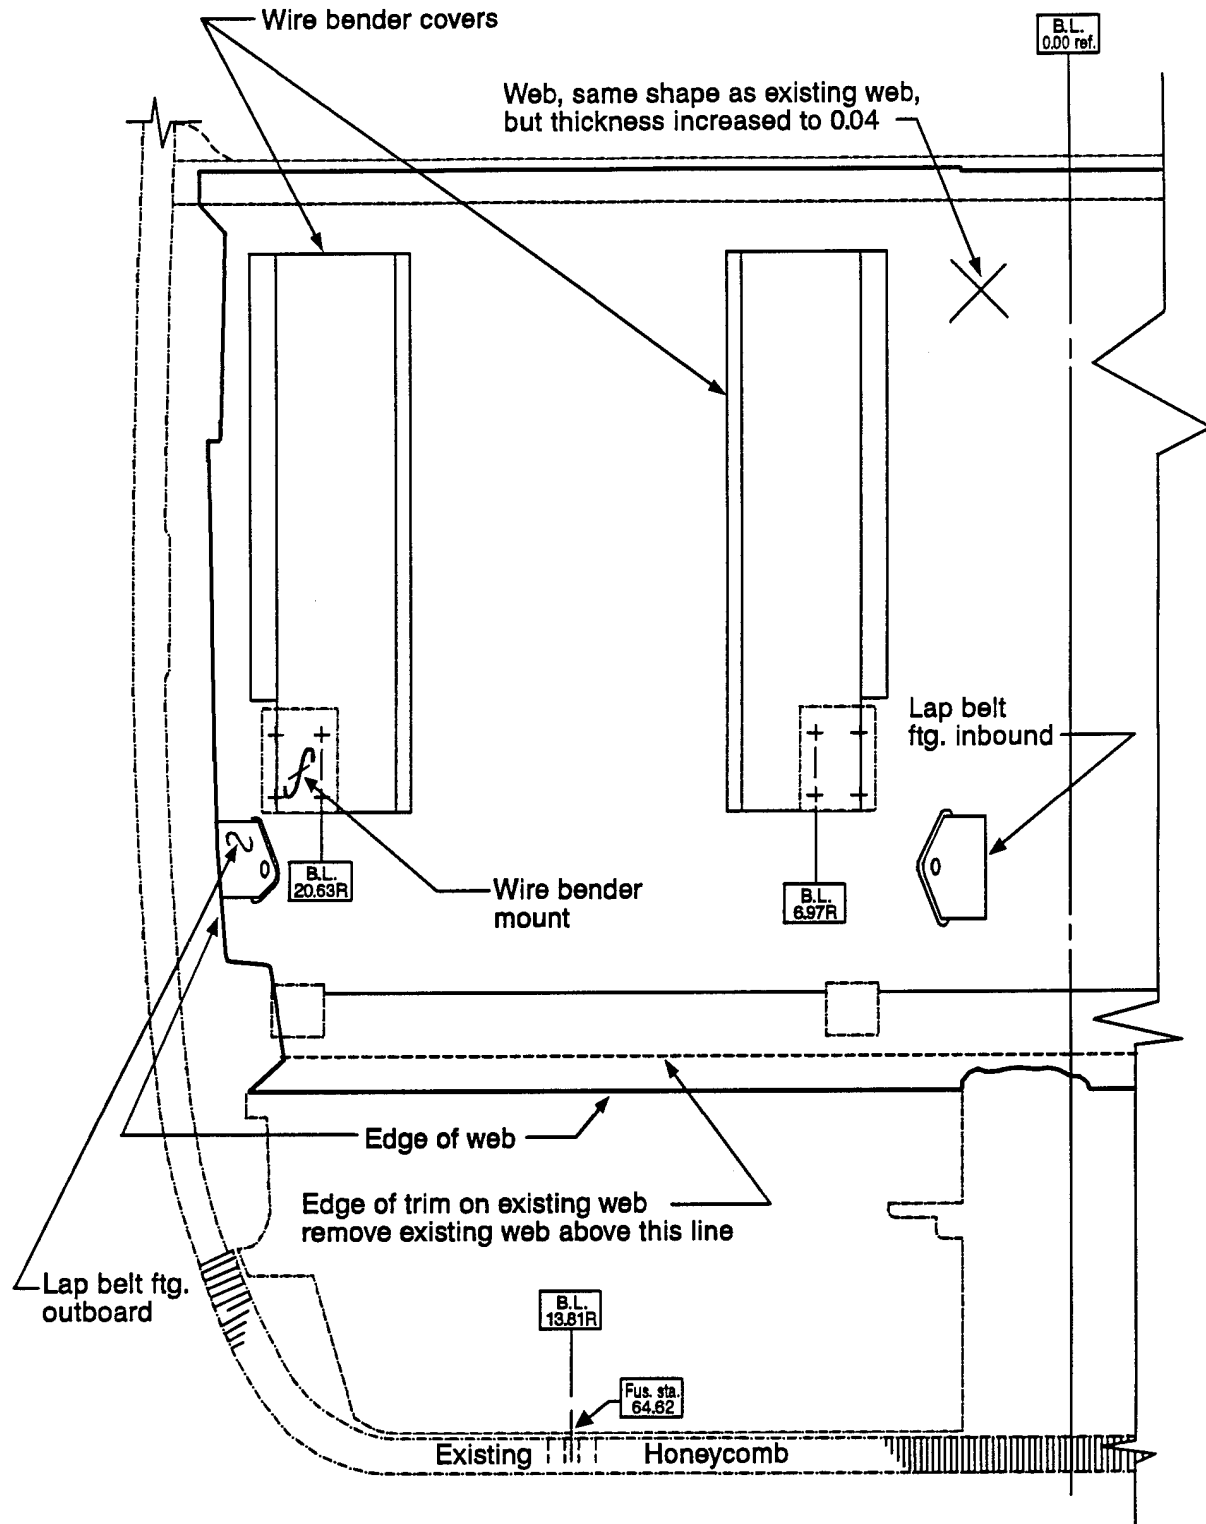 Wire bender covers
B.L.
0.00 ref.
Web, same shape as existing web,
but thickness increased to 0.04
Lap belt
ftg. inbound
B.L.
20.63R
Wire bender
mount
B.L.
6.97R
Edge of web
Edge of trim on existing web
remove existing web above this line
Lap belt ftg.
outboard
B.L.
13.81R
Fus. sta.
64.62
Existing
Honeycomb